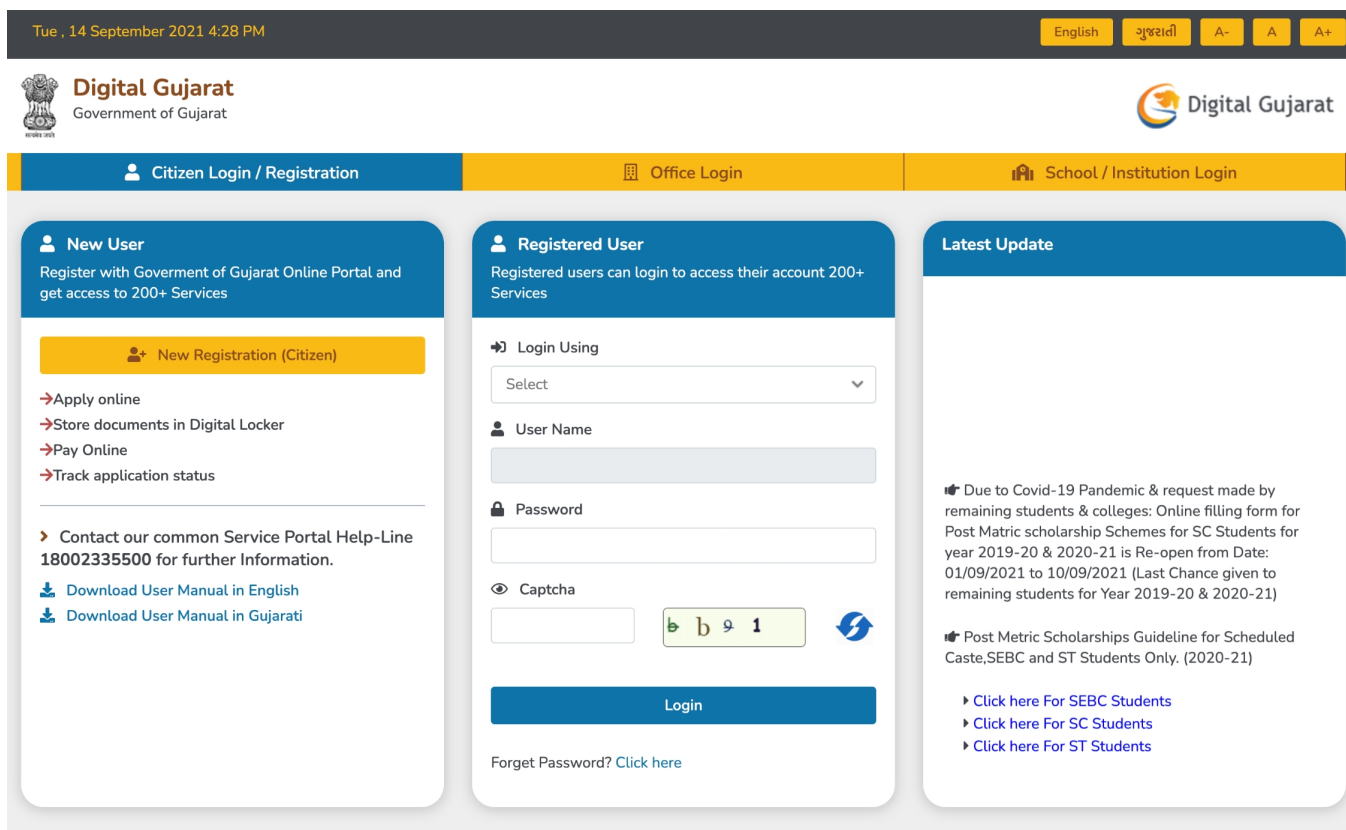 Tue , 14 September 2021 4:28 PM
English
ગુજરાતી
A-
A
A+
Digital Gujarat
Government of Gujarat
सत्यमेव जयते
Digital Gujarat
Citizen Login / Registration
Office Login
School / Institution Login
New User
Register with Goverment of Gujarat Online Portal and
get access to 200+ Services
New Registration (Citizen)
Apply online
Store documents in Digital Locker
Pay Online
Track application status
Contact our common Service Portal Help-Line
18002335500 for further Information.
Download User Manual in English
Download User Manual in Gujarati
Registered User
Registered users can login to access their account 200+
Services
Login Using
Select
User Name
Password
Captcha
b b 9 1
Login
Forget Password? Click here
Latest Update
Due to Covid-19 Pandemic & request made by
remaining students & colleges: Online filling form for
Post Matric scholarship Schemes for SC Students for
year 2019-20 & 2020-21 is Re-open from Date:
01/09/2021 to 10/09/2021 (Last Chance given to
remaining students for Year 2019-20 & 2020-21)
Post Metric Scholarships Guideline for Scheduled
Caste,SEBC and ST Students Only. (2020-21)
Click here For SEBC Students
Click here For SC Students
Click here For ST Students